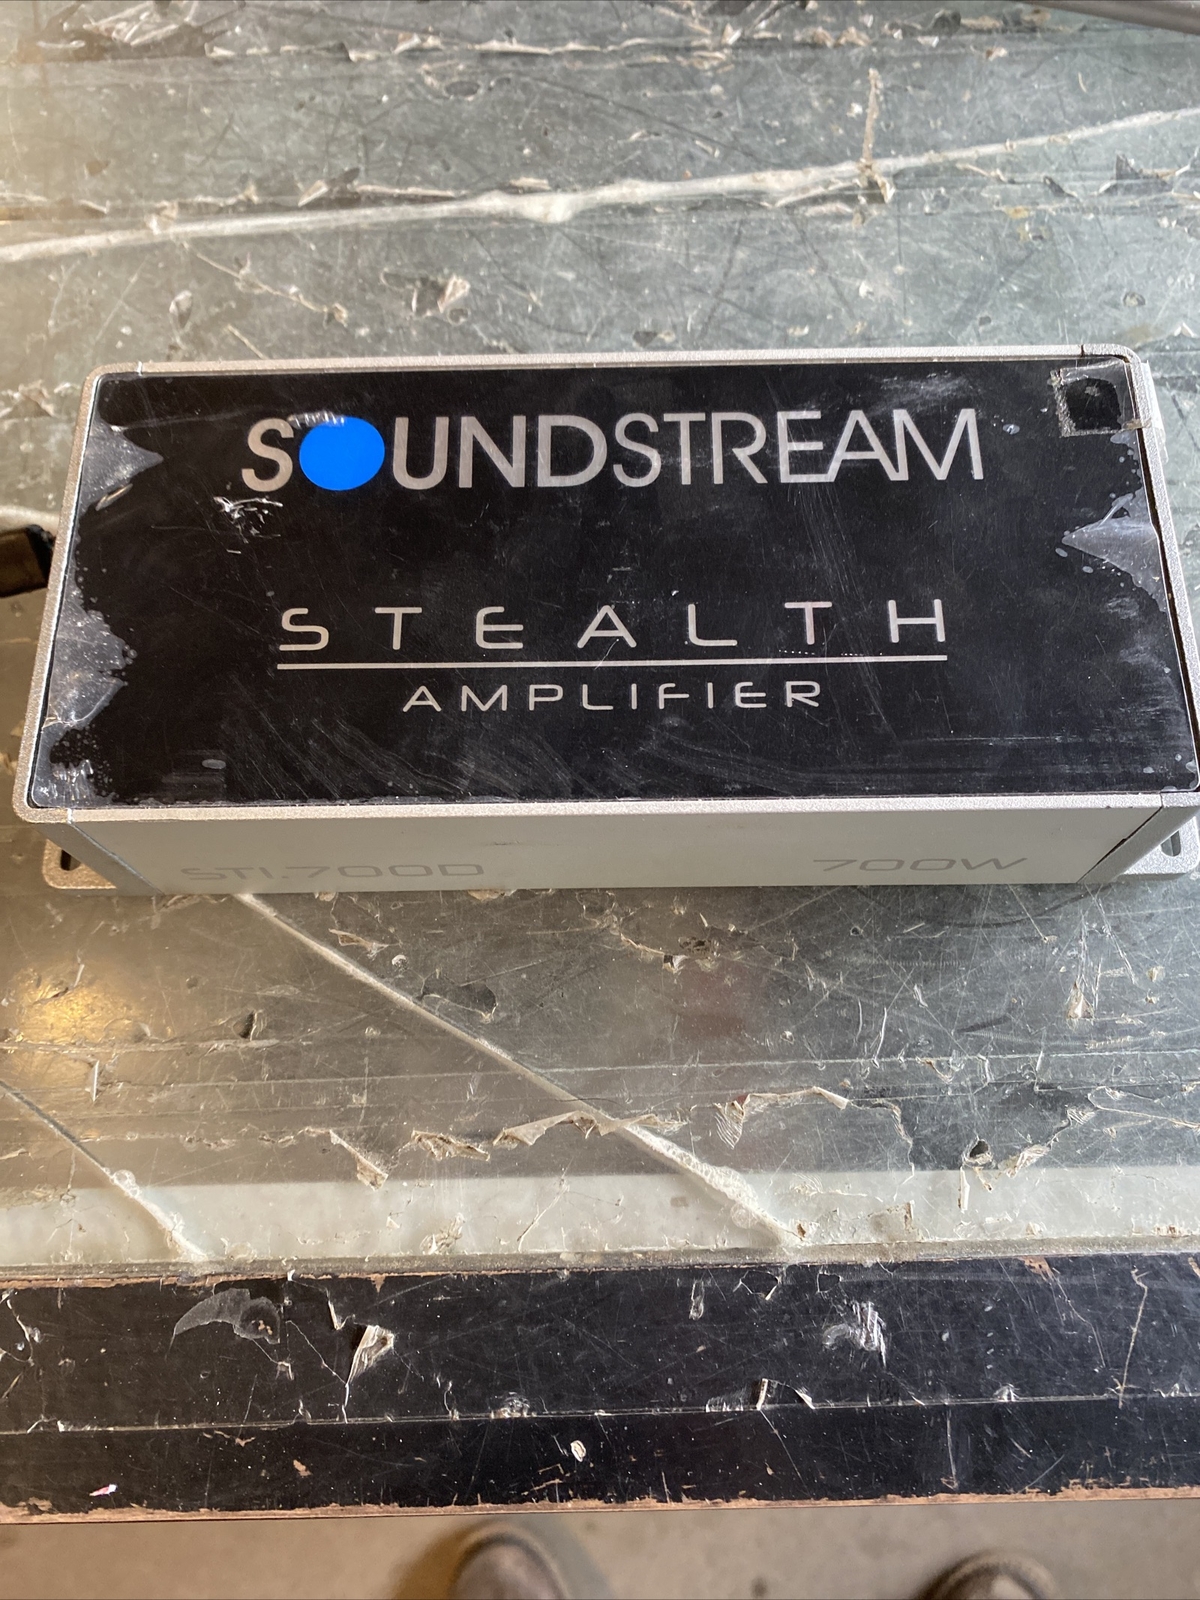 SOUNDSTREAM
STEALTH
AMPLIFIER
ST1.700D 700W